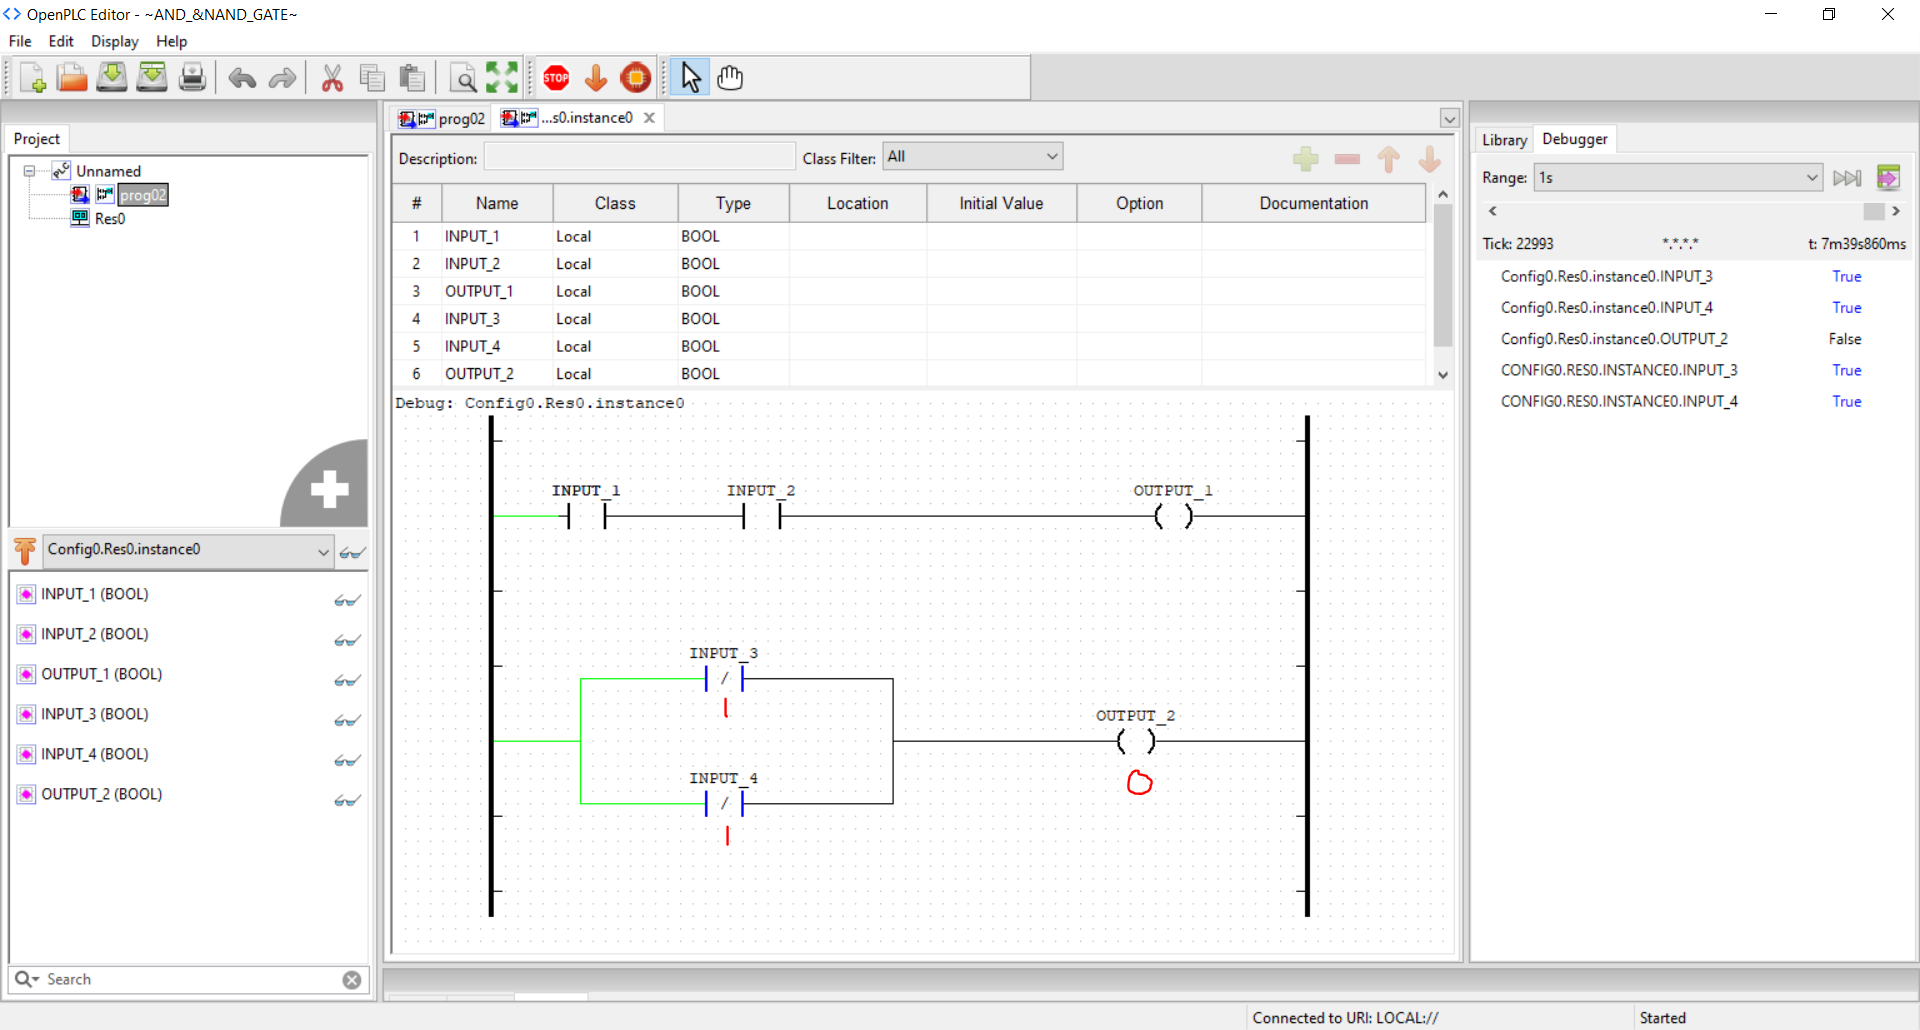 OpenPLC Editor - ~AND_&NAND_GATE~
File Edit Display Help
STOP
Project
Unnamed
prog02
Res0
Config0.Res0.instance0
INPUT_1 (BOOL)
INPUT_2 (BOOL)
OUTPUT_1 (BOOL)
INPUT_3 (BOOL)
INPUT_4 (BOOL)
OUTPUT_2 (BOOL)
Search
prog02 ...s0.instance0
Description: Class Filter: All
# Name Class Type Location Initial Value Option Documentation
1 INPUT_1 Local BOOL
2 INPUT_2 Local BOOL
3 OUTPUT_1 Local BOOL
4 INPUT_3 Local BOOL
5 INPUT_4 Local BOOL
6 OUTPUT_2 Local BOOL
Debug: Config0.Res0.instance0
INPUT_1 INPUT_2 OUTPUT_1
INPUT_3
/
1
OUTPUT_2
0
INPUT_4
/
1
Library Debugger
Range: 1s
Tick: 22993 *.*.*.* t: 7m39s860ms
Config0.Res0.instance0.INPUT_3 True
Config0.Res0.instance0.INPUT_4 True
Config0.Res0.instance0.OUTPUT_2 False
CONFIG0.RES0.INSTANCE0.INPUT_3 True
CONFIG0.RES0.INSTANCE0.INPUT_4 True
Connected to URI: LOCAL:// Started